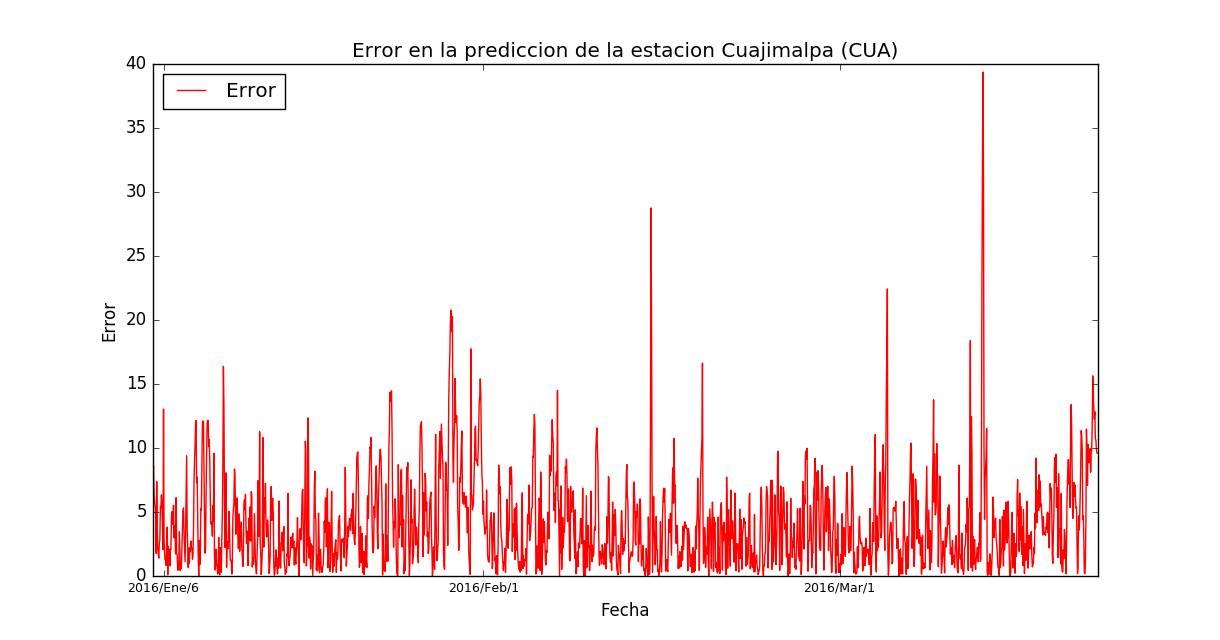 Error en la prediccion de la estacion Cuajimalpa (CUA)
Error
40
35
30
25
20
15
10
5
0
Error
2016/Ene/6
2016/Feb/1
2016/Mar/1
Fecha